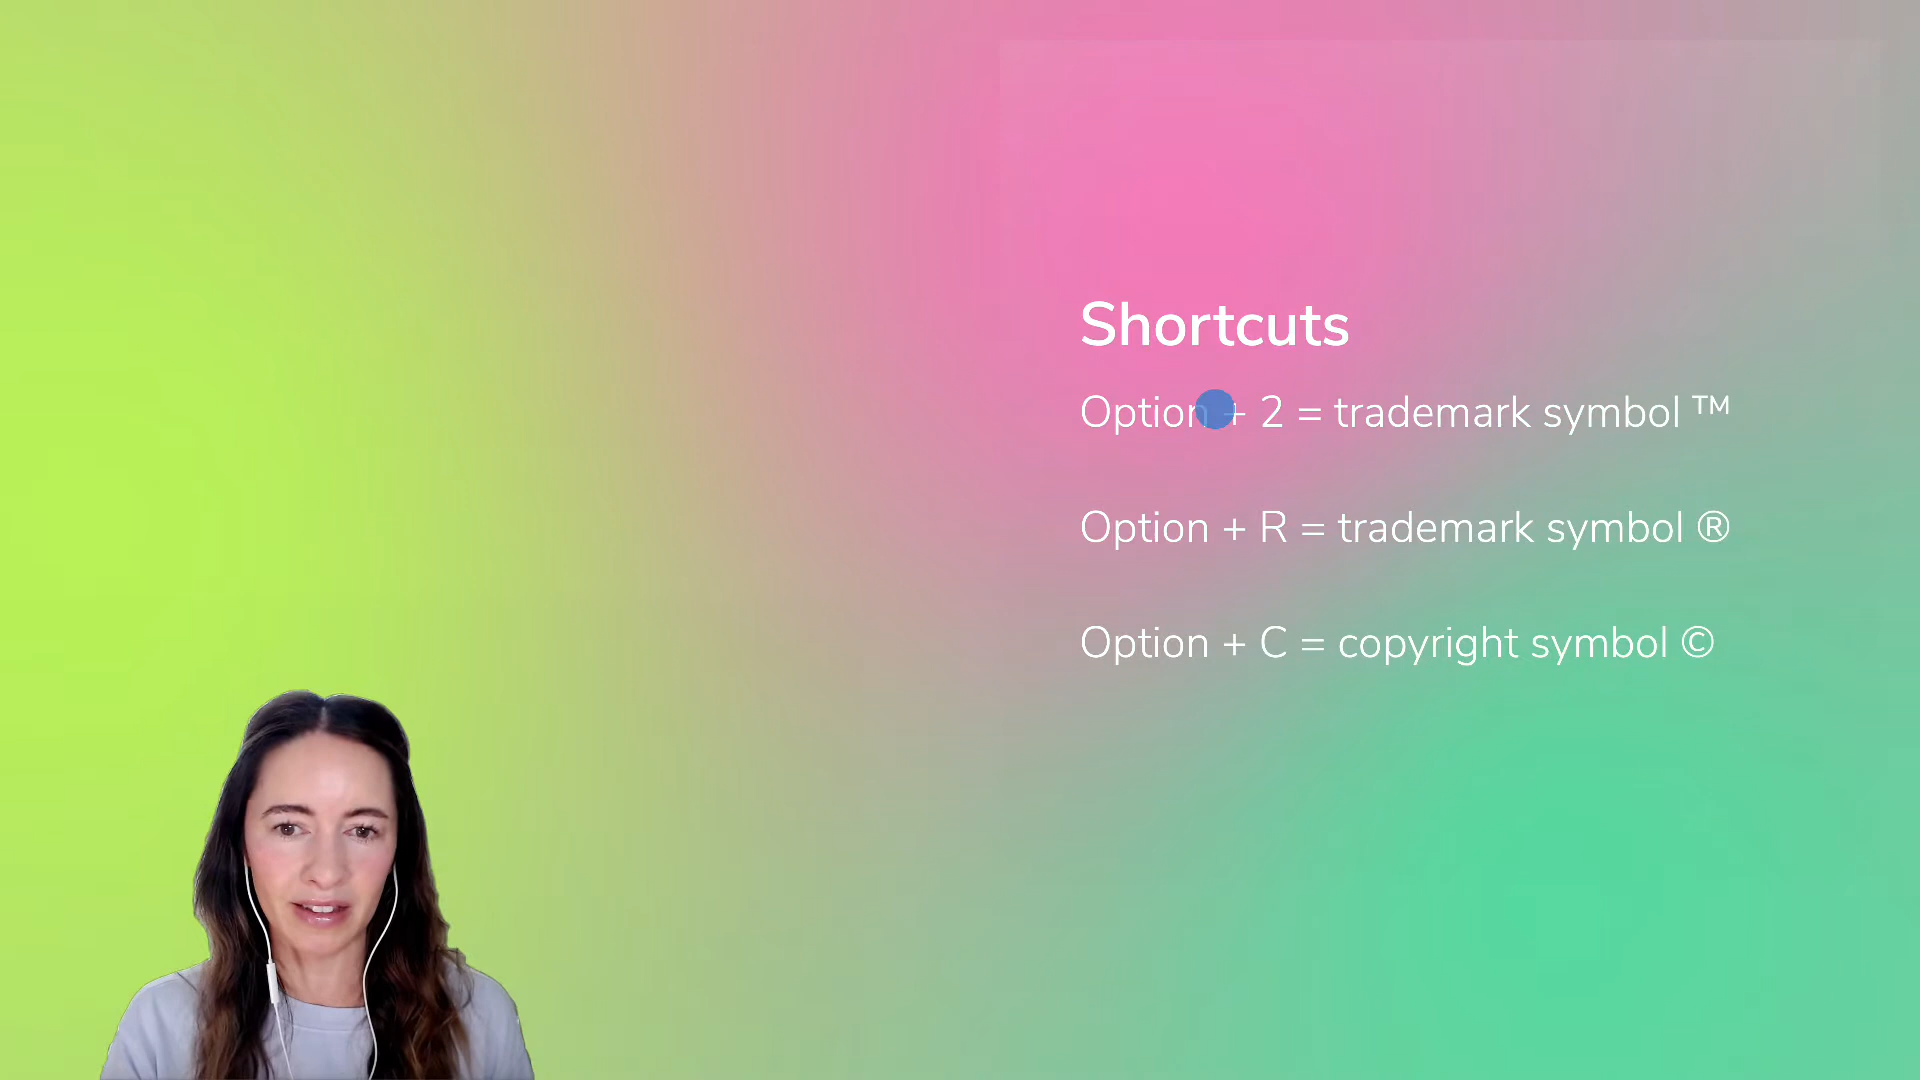 Shortcuts
Option + 2 = trademark symbol ™
Option + R = trademark symbol ®
Option + C = copyright symbol ©